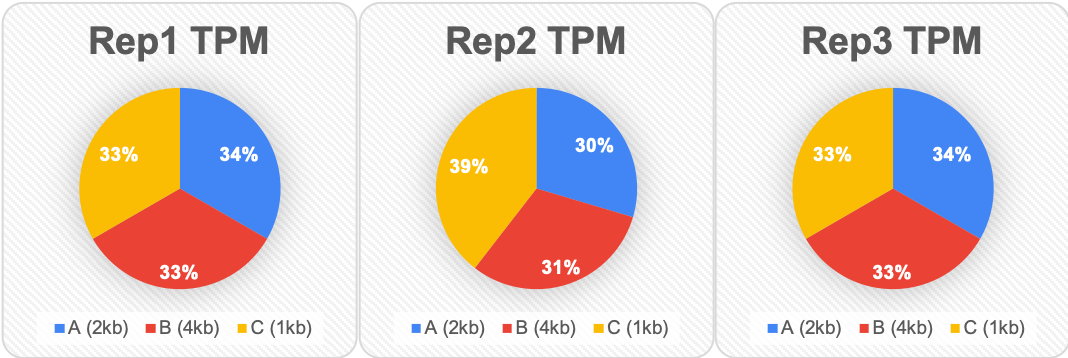 Rep1 TPM
33%
34%
33%
A (2kb) B (4kb) C (1kb)
Rep2 TPM
30%
39%
31%
A (2kb) B (4kb) C (1kb)
Rep3 TPM
33%
34%
33%
A (2kb) B (4kb) C (1kb)